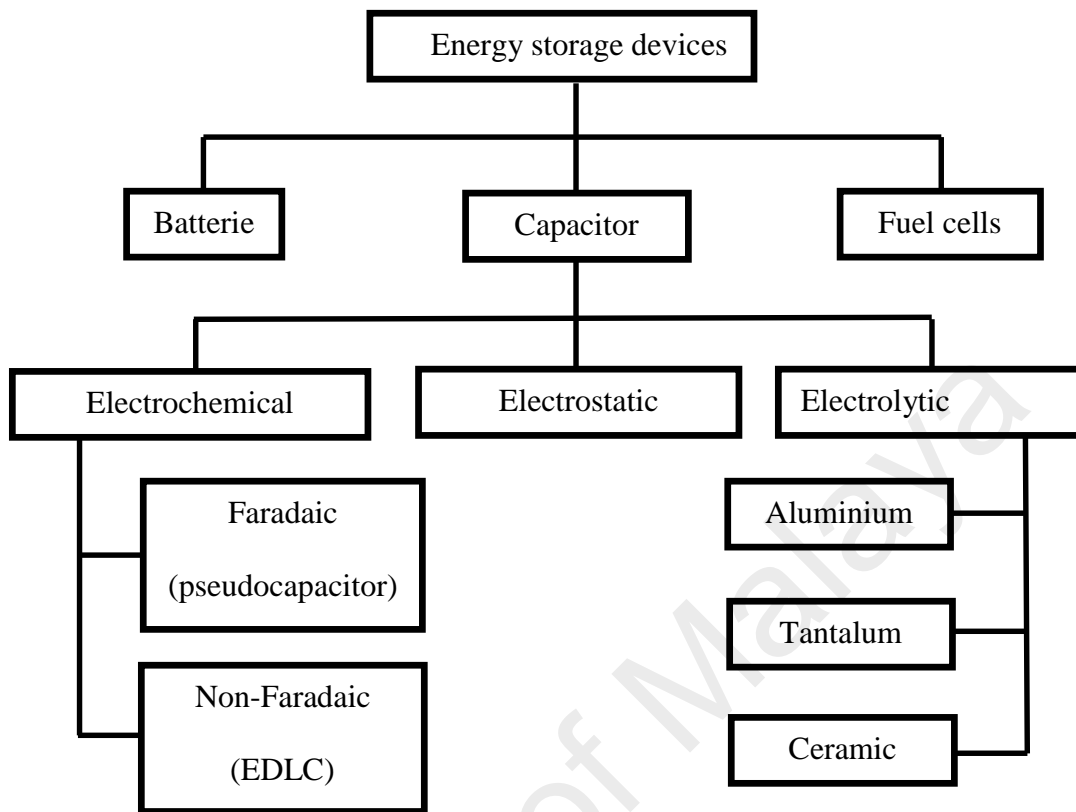 Energy storage devices
Batterie
Capacitor
Fuel cells
Electrochemical
Electrostatic
Electrolytic
Faradaic
(pseudocapacitor)
Non-Faradaic
(EDLC)
Aluminium
Tantalum
Ceramic
of Malaya